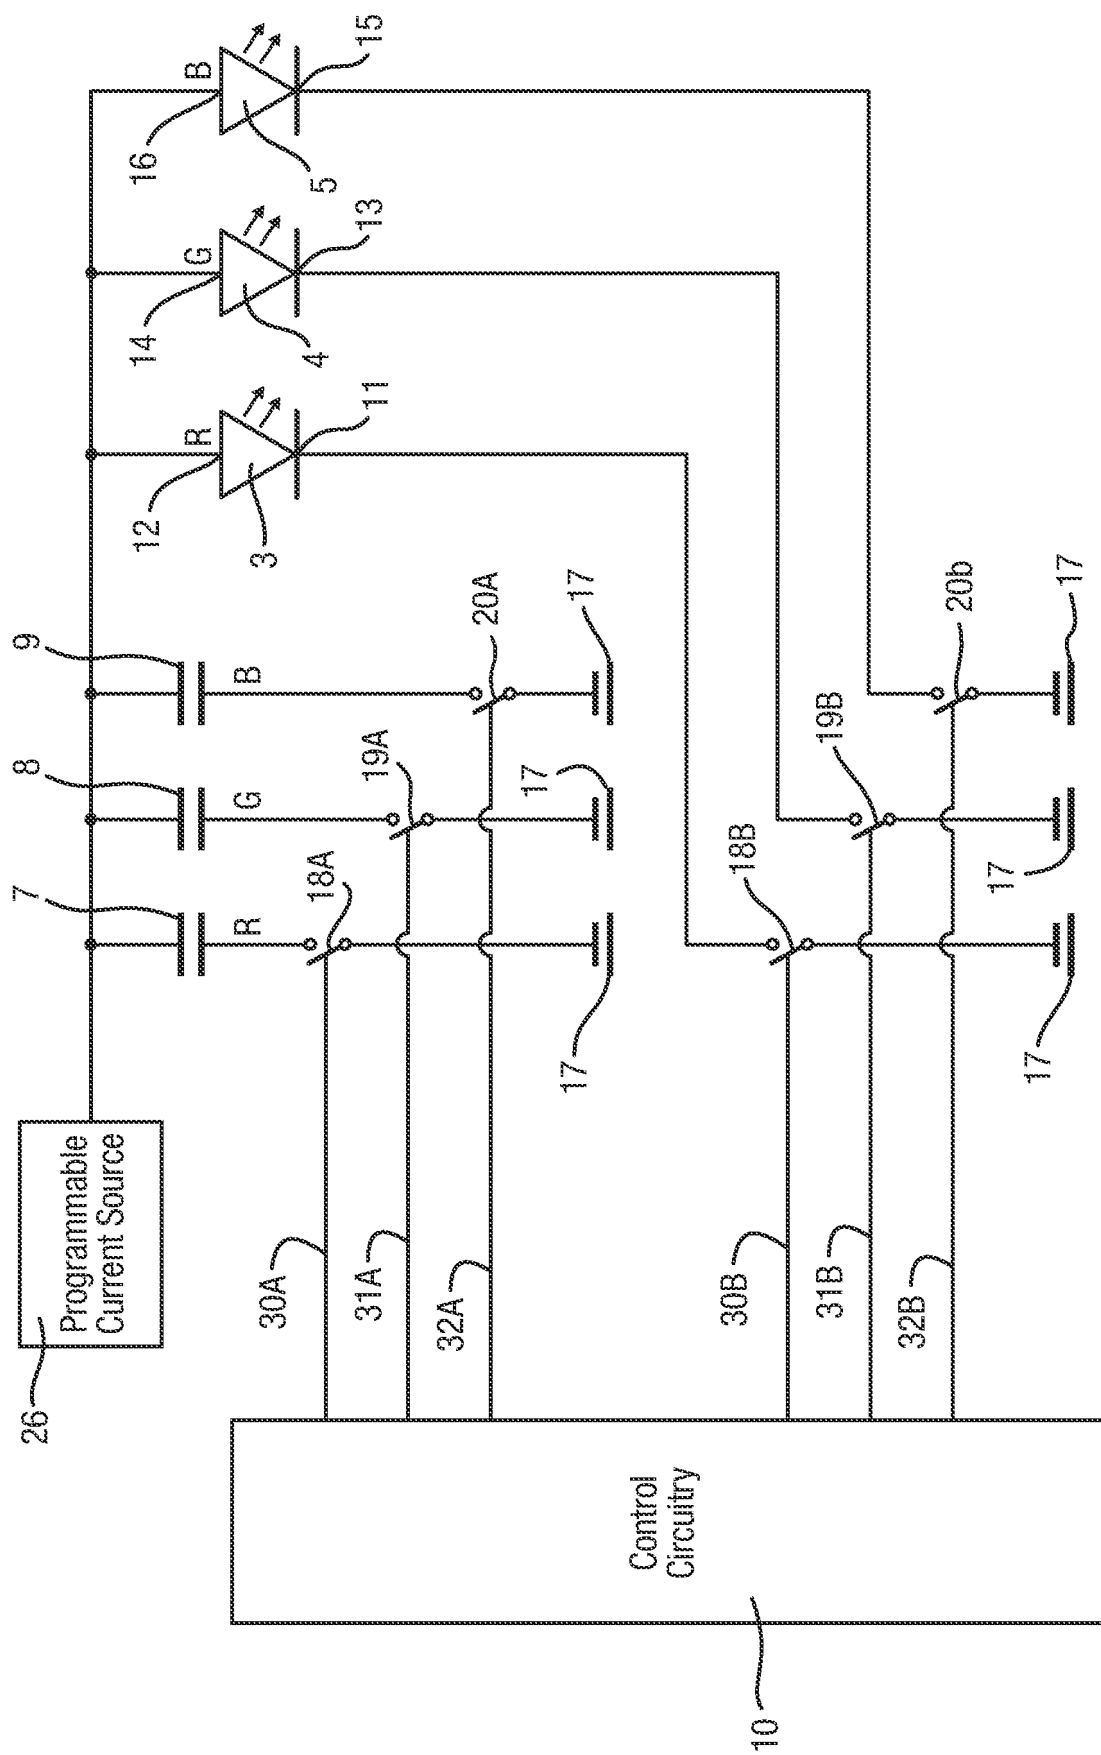 26
Programmable
Current Source
7
8
9
R
G
B
12
R
14
G
16
B
3
4
5
11
13
15
18A
19A
20A
30A
31A
32A
17
17
17
10
Control
Circuitry
30B
31B
32B
18B
19B
20b
17
17
17